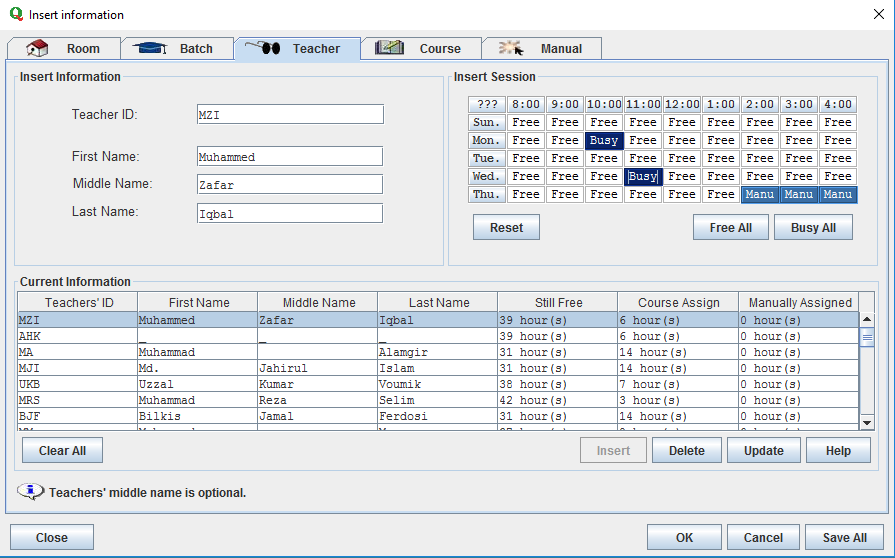 Insert information
Room Batch Teacher Course Manual
Insert Information
Teacher ID: MZI
First Name: Muhammed
Middle Name: Zafar
Last Name: Iqbal
Insert Session
??? 8:00 9:00 10:00 11:00 12:00 1:00 2:00 3:00 4:00
Sun. Free Free Free Free Free Free Free Free Free
Mon. Free Free Busy Free Free Free Free Free Free
Tue. Free Free Free Free Free Free Free Free Free
Wed. Free Free Free Busy Free Free Free Free Free
Thu. Free Free Free Free Free Free Manu Manu Manu
Reset Free All Busy All
Current Information
Teachers' ID First Name Middle Name Last Name Still Free Course Assign Manually Assigned
MZI Muhammed Zafar Iqbal 39 hour(s) 6 hour(s) 0 hour(s)
AHK _ _ _ 39 hour(s) 6 hour(s) 0 hour(s)
MA Muhammad Alamgir 31 hour(s) 14 hour(s) 0 hour(s)
MJI Md. Jahirul Islam 31 hour(s) 14 hour(s) 0 hour(s)
UKB Uzzal Kumar Voumik 38 hour(s) 7 hour(s) 0 hour(s)
MRS Muhammad Reza Selim 42 hour(s) 3 hour(s) 0 hour(s)
BJF Bilkis Jamal Ferdosi 31 hour(s) 14 hour(s) 0 hour(s)
Clear All Insert Delete Update Help
Teachers' middle name is optional.
Close OK Cancel Save All